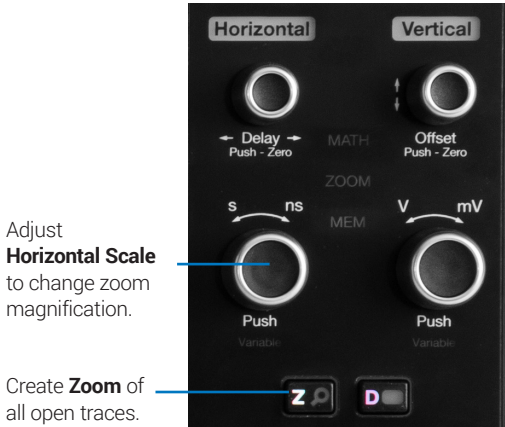 Horizontal Vertical
← Delay → Offset
Push - Zero Push - Zero
MATH
ZOOM
s ns V mV
MEM
Adjust
Horizontal Scale
to change zoom
magnification.
Push Push
Variable Variable
Create Zoom of
all open traces.
Z D